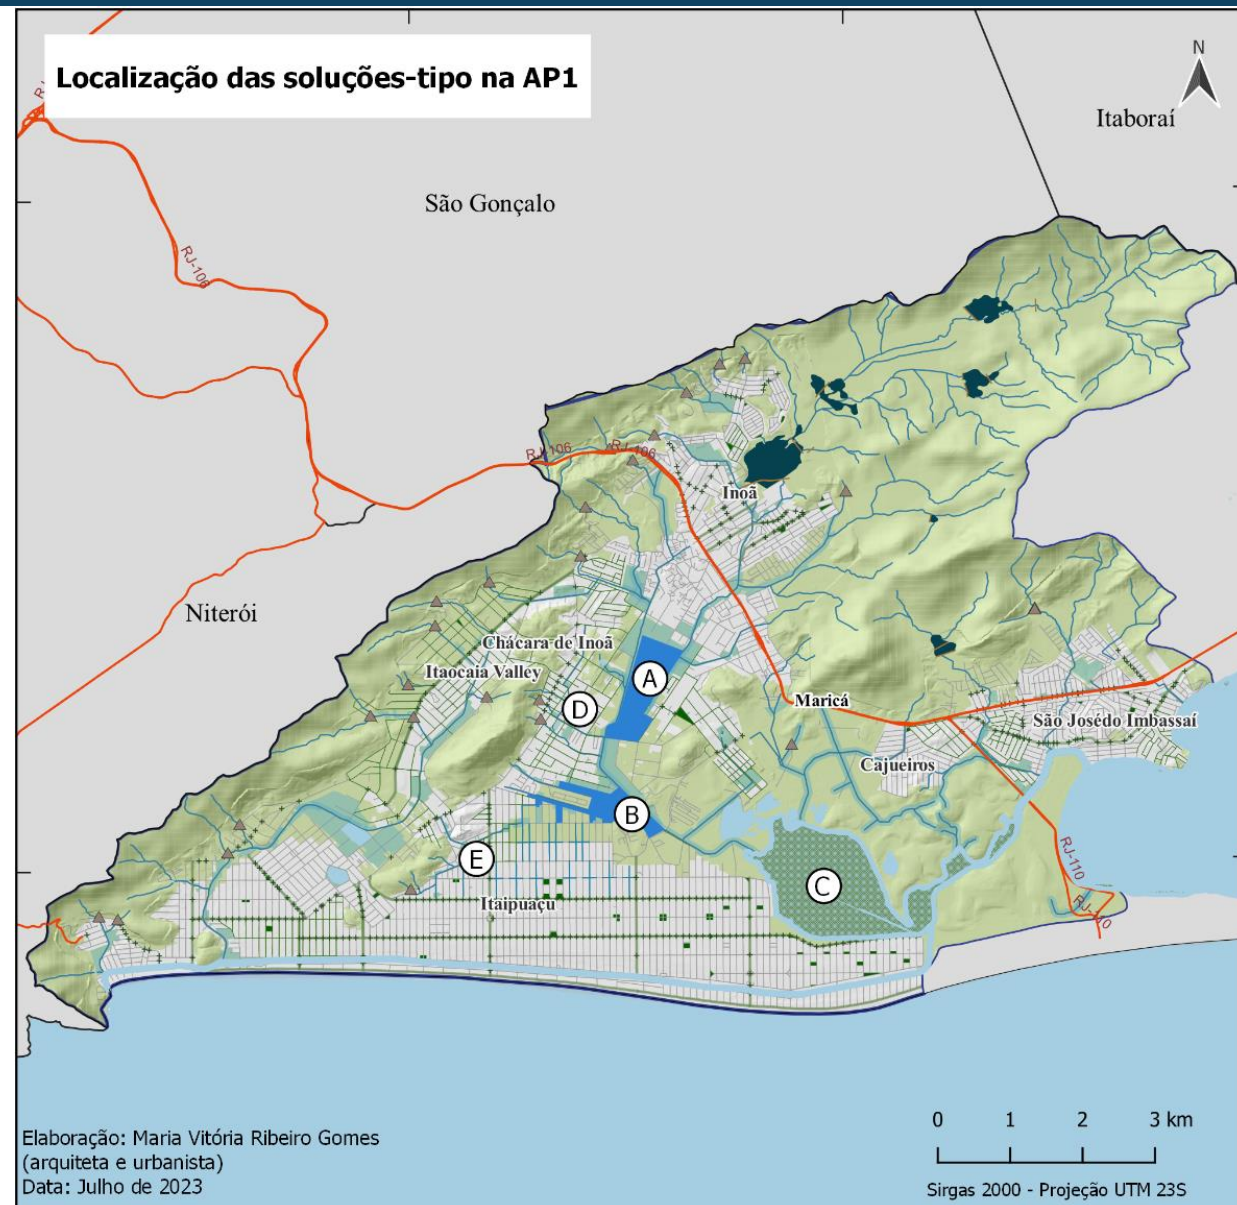 Localização das soluções-tipo na AP1
N
Itaboraí
São Gonçalo
RJ-106
RJ-106
RJ-106
Inoã
Niterói
Chácara de Inoã
Itaocaia Valley
A
D
Maricá
São Josédo Imbassaí
Cajueiros
B
E
C
Itaipuaçu
RJ-110
RJ-110
Elaboração: Maria Vitória Ribeiro Gomes
(arquiteta e urbanista)
Data: Julho de 2023
0 1 2 3 km
Sirgas 2000 - Projeção UTM 23S